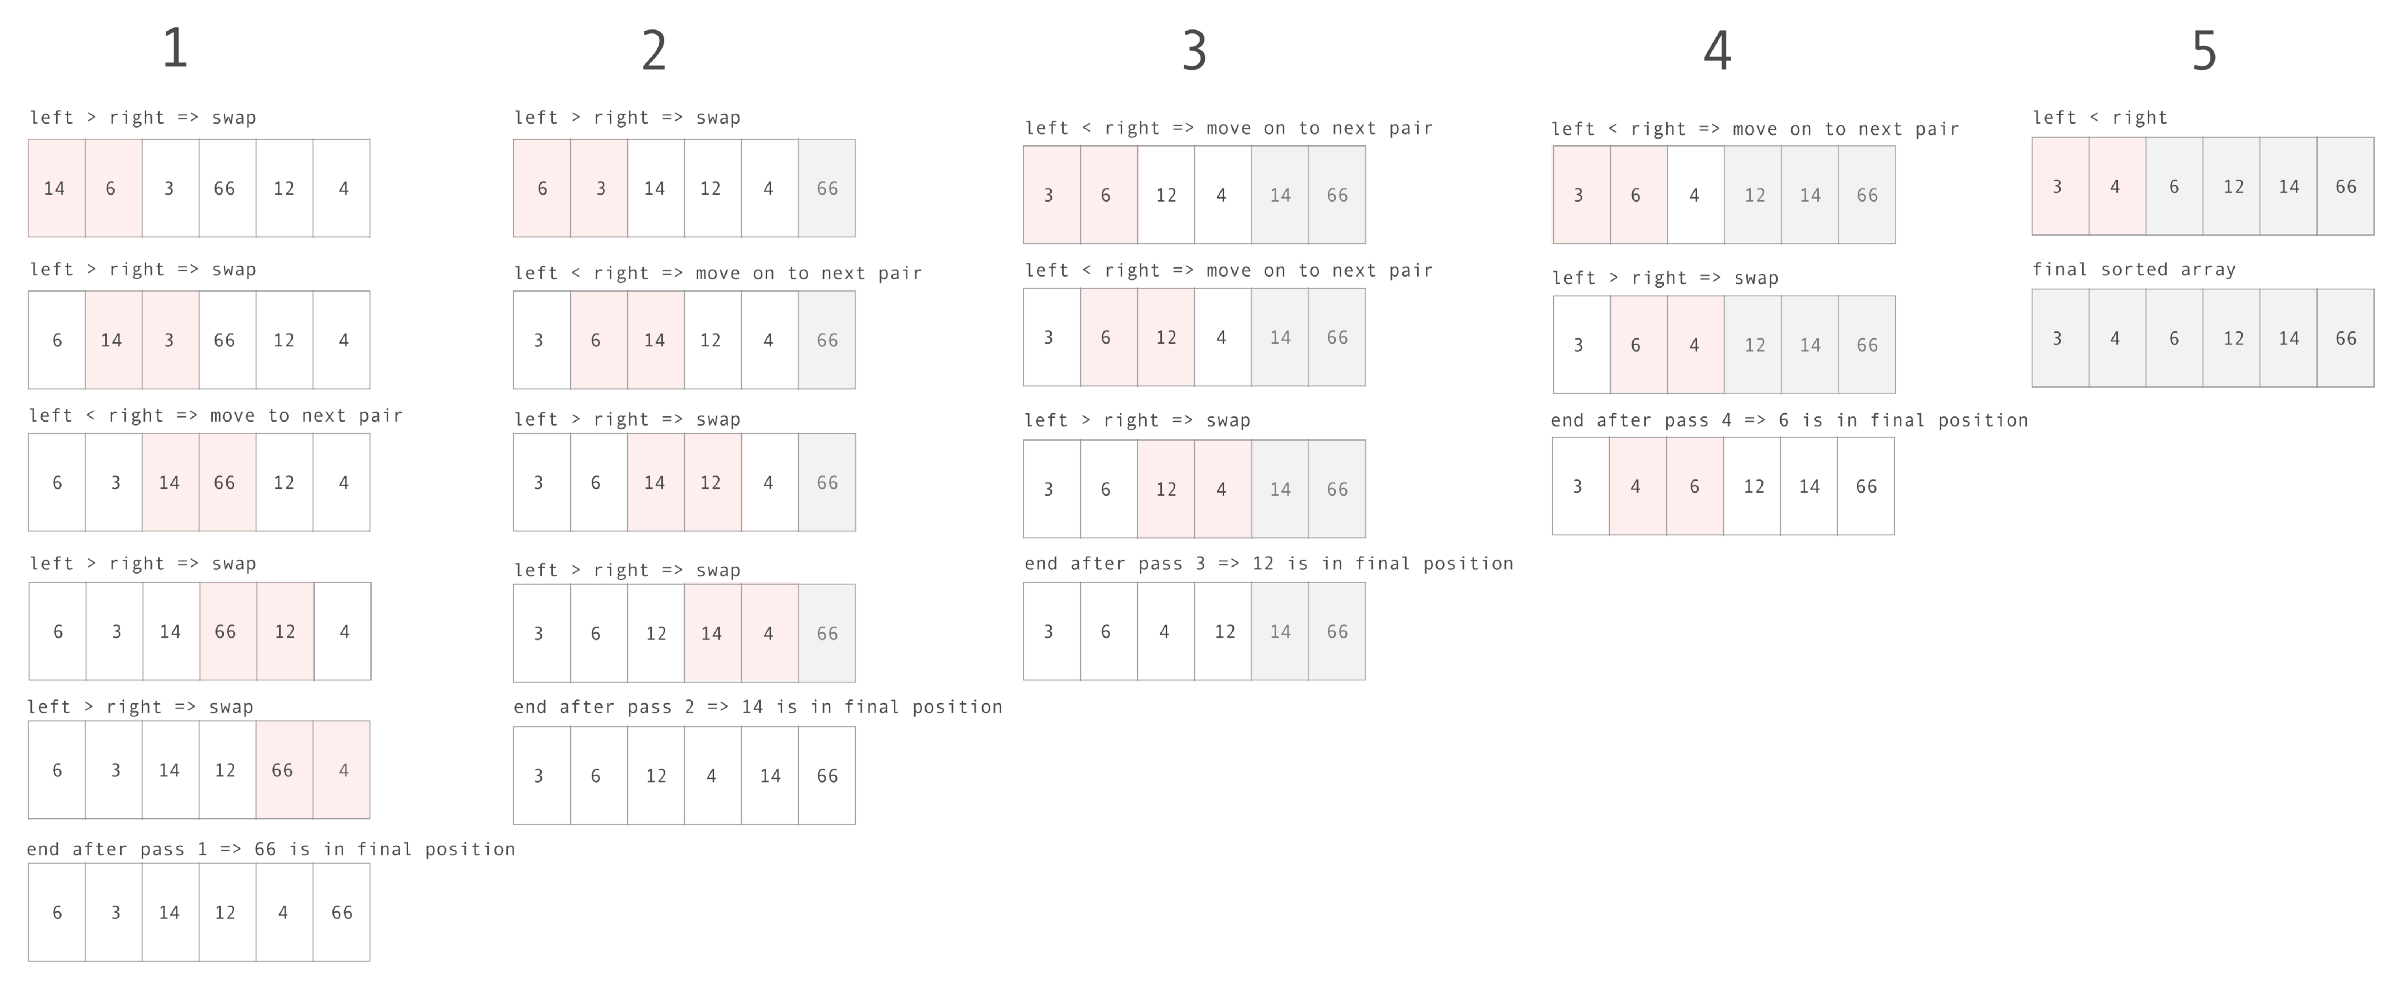 1
left > right => swap
14 6 3 66 12 4
left > right => swap
6 14 3 66 12 4
left < right => move to next pair
6 3 14 66 12 4
left > right => swap
6 3 14 66 12 4
left > right => swap
6 3 14 12 66 4
end after pass 1 => 66 is in final position
6 3 14 12 4 66
2
left > right => swap
6 3 14 12 4 66
left < right => move on to next pair
3 6 14 12 4 66
left > right => swap
3 6 14 12 4 66
left > right => swap
3 6 12 14 4 66
end after pass 2 => 14 is in final position
3 6 12 4 14 66
3
left < right => move on to next pair
3 6 12 4 14 66
left < right => move on to next pair
3 6 12 4 14 66
left > right => swap
3 6 12 4 14 66
end after pass 3 => 12 is in final position
3 6 4 12 14 66
4
left < right => move on to next pair
3 6 4 12 14 66
left > right => swap
3 6 4 12 14 66
end after pass 4 => 6 is in final position
3 4 6 12 14 66
5
left < right
3 4 6 12 14 66
final sorted array
3 4 6 12 14 66